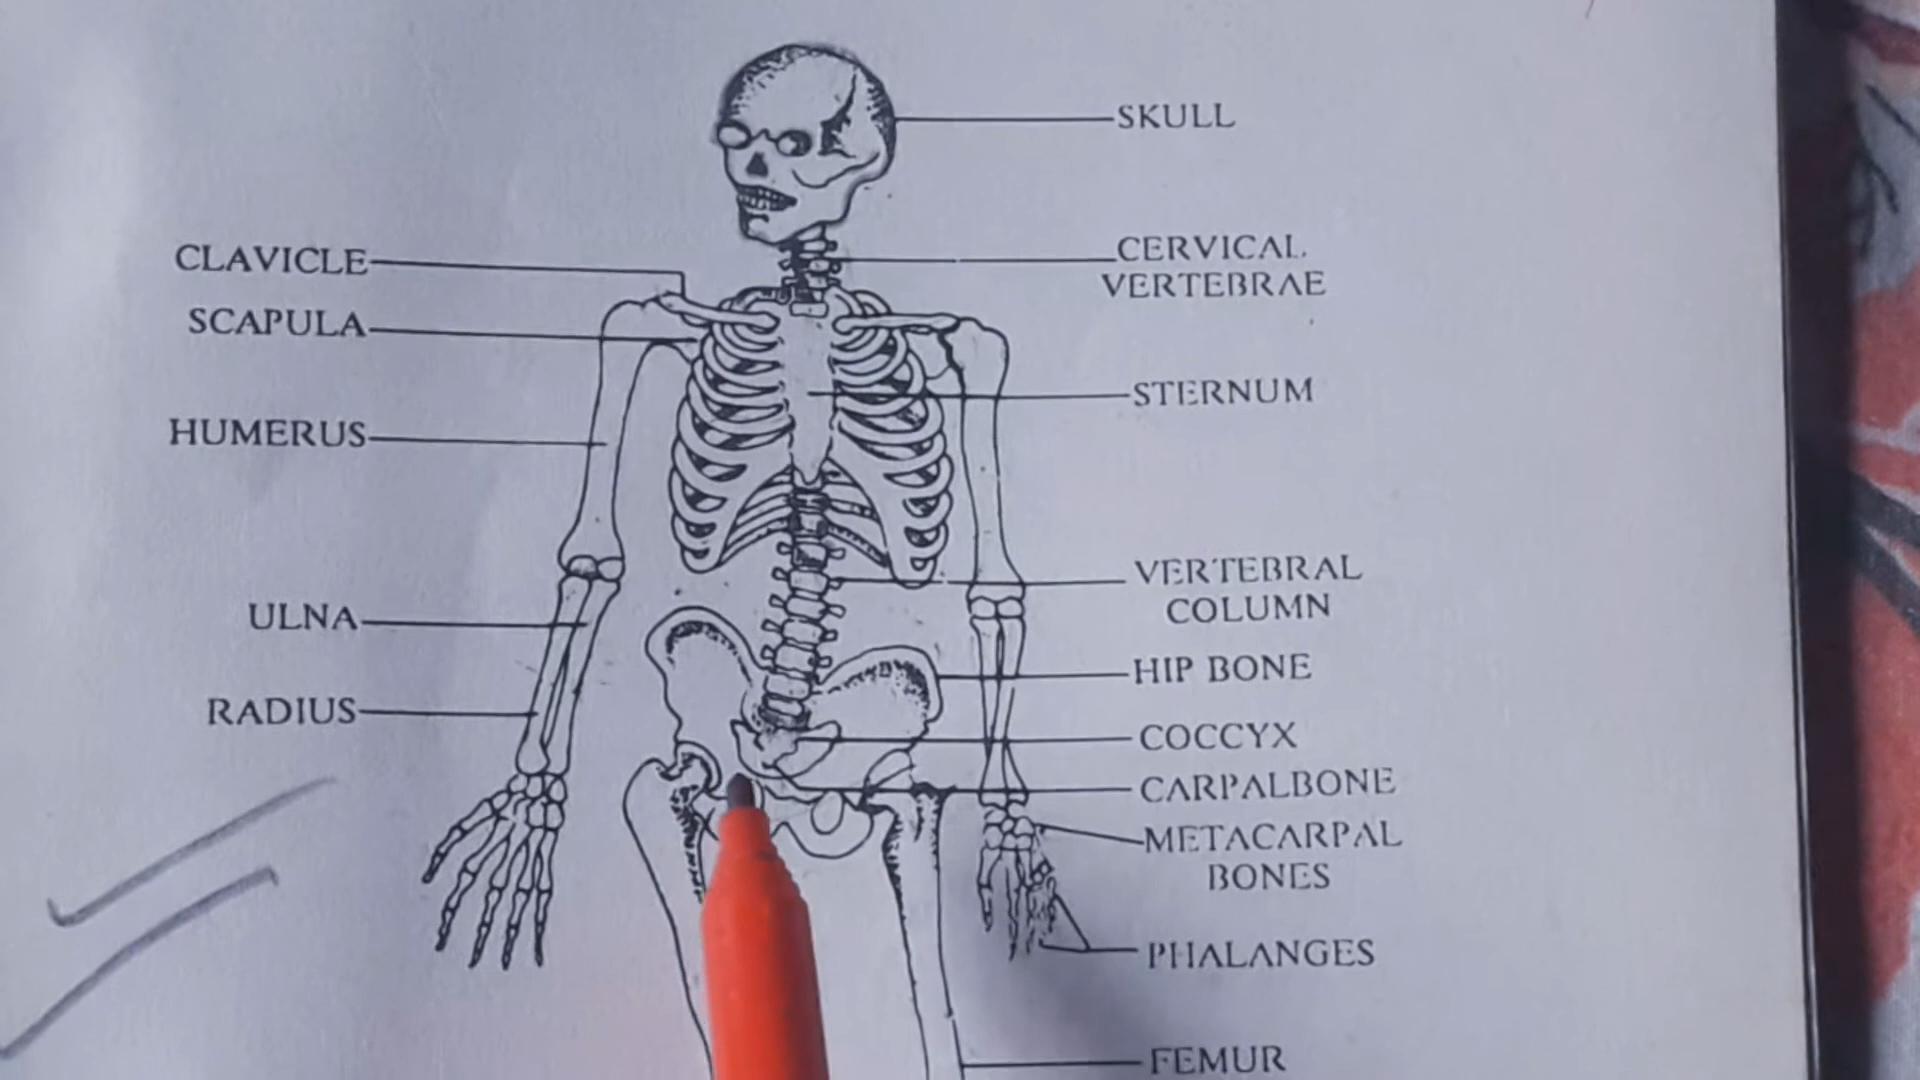 SKULL
CLAVICLE
CERVICAL
VERTEBRAE
SCAPULA
STERNUM
HUMERUS
VERTEBRAL
COLUMN
ULNA
HIP BONE
RADIUS
COCCYX
CARPALBONE
METACARPAL
BONES
PHALANGES
FEMUR